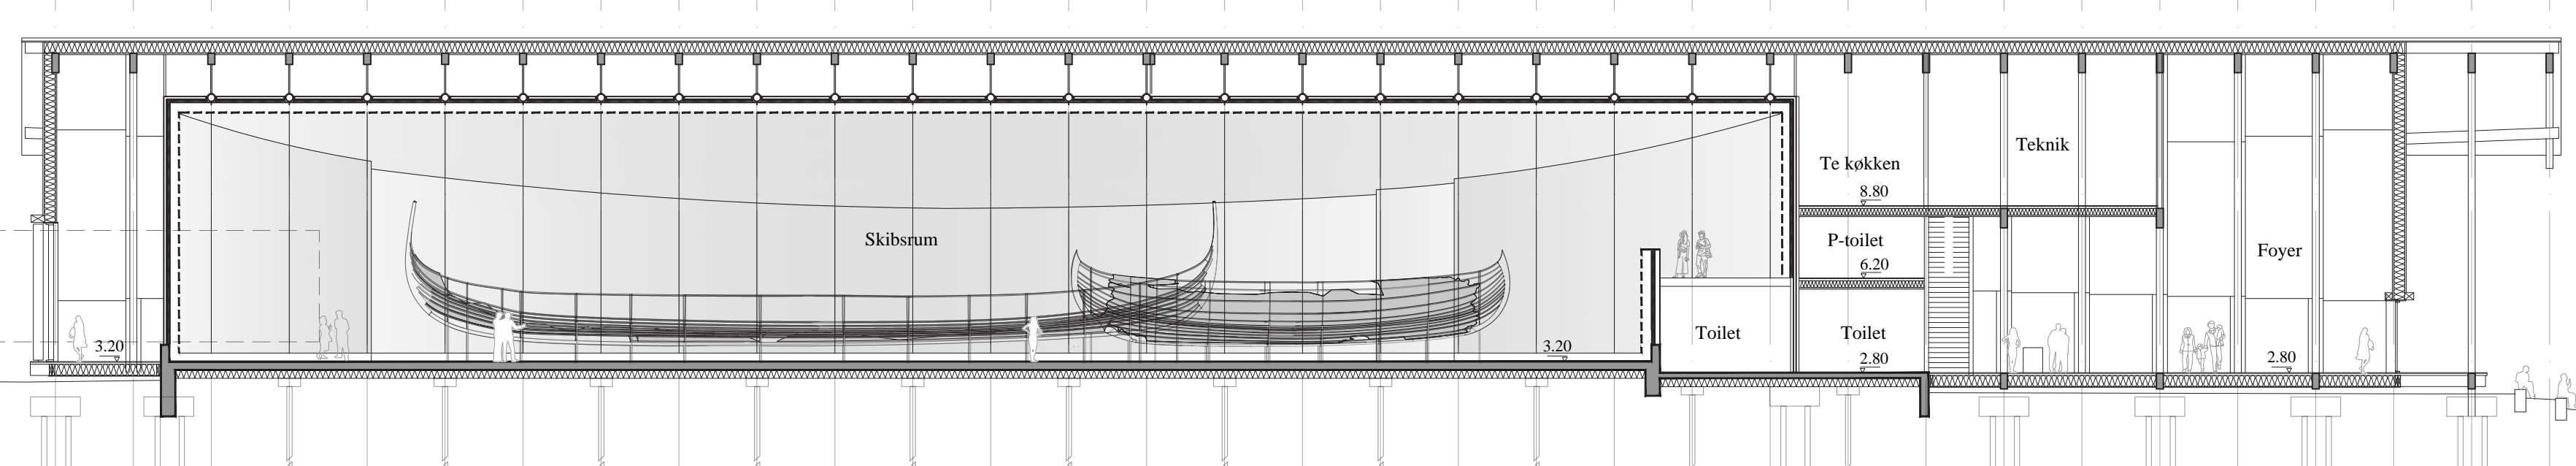 Te køkken
8.80
Teknik
Skibsrum
P-toilet
6.20
Foyer
3.20
3.20
Toilet
Toilet
2.80
2.80